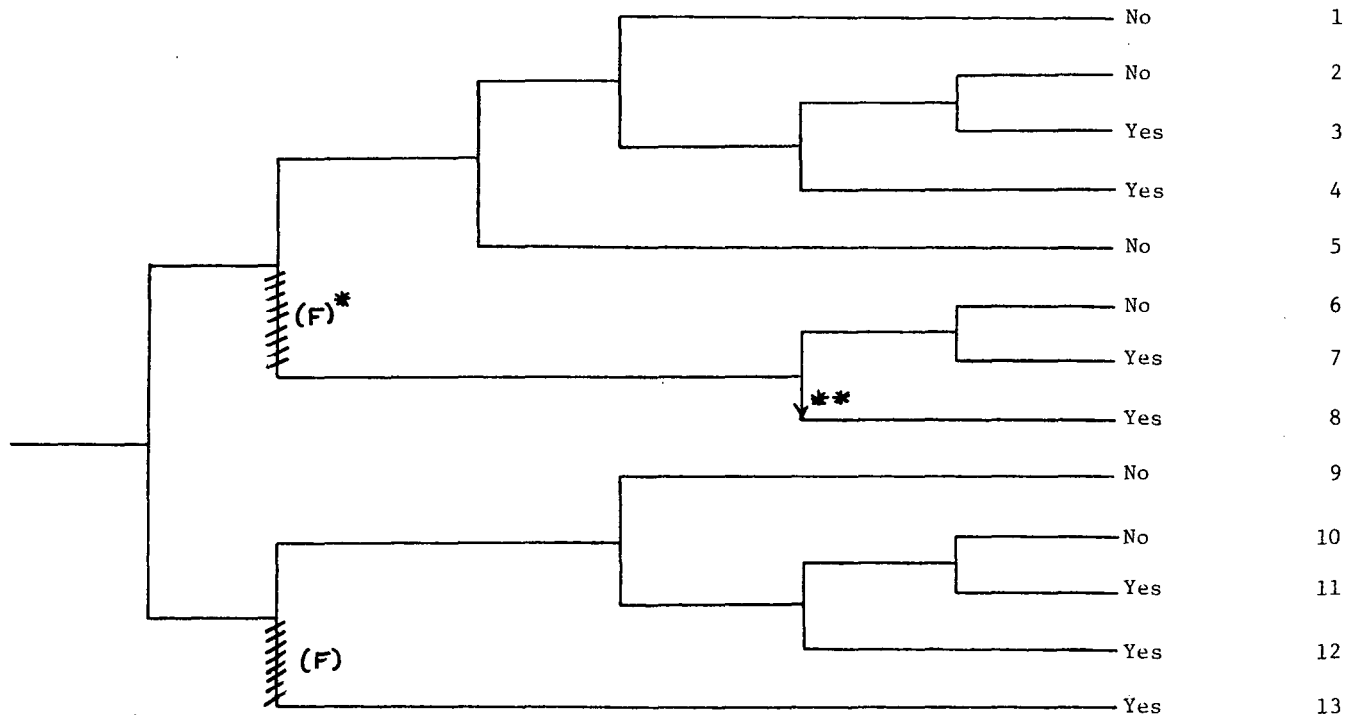 No 1
No 2
Yes 3
Yes 4
No 5
No 6
(F)*
Yes 7
**
Yes 8
No 9
No 10
Yes 11
Yes 12
(F)
Yes 13